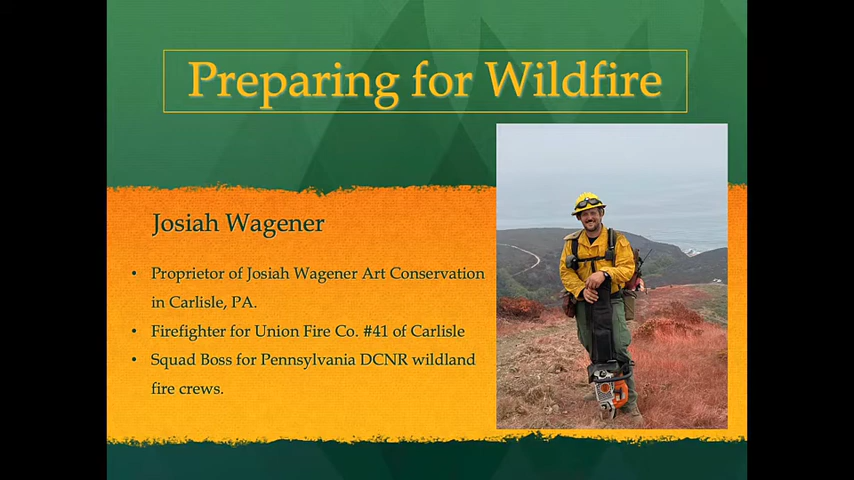 Preparing for Wildfire
Josiah Wagener
• Proprietor of Josiah Wagener Art Conservation
in Carlisle, PA.
• Firefighter for Union Fire Co. #41 of Carlisle
• Squad Boss for Pennsylvania DCNR wildland
fire crews.